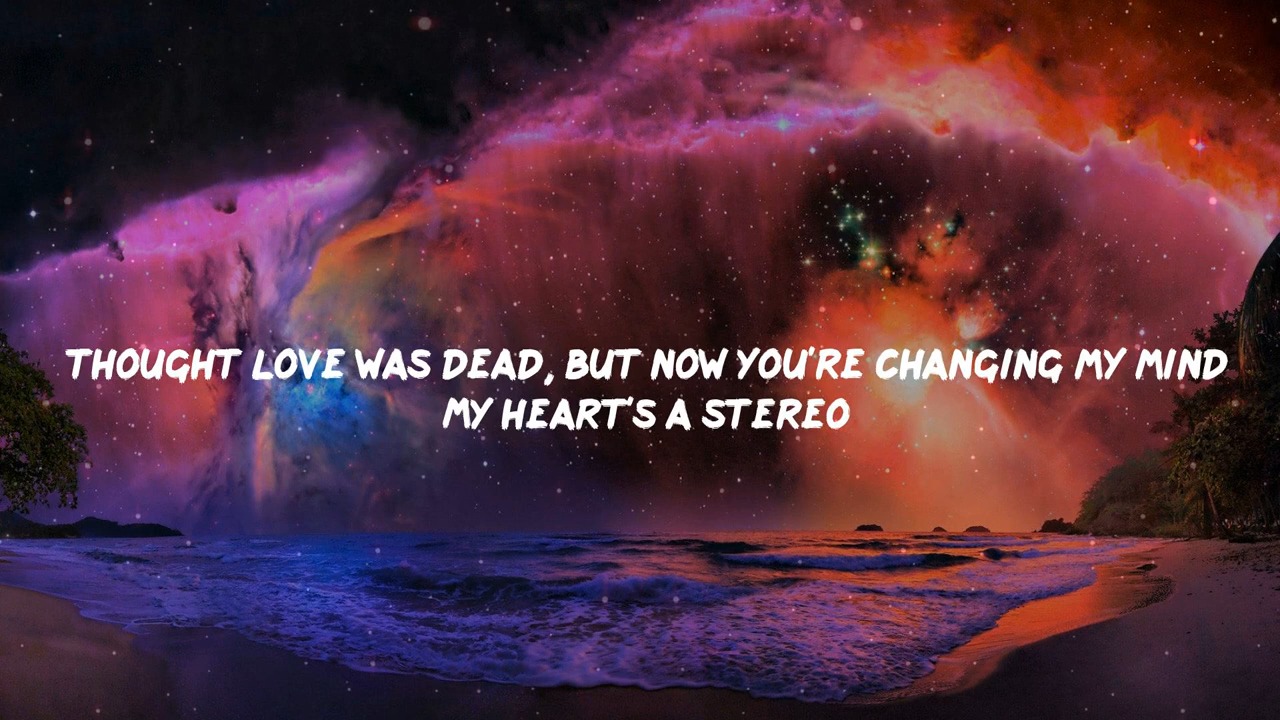 THOUGHT LOVE WAS DEAD, BUT NOW YOU'RE CHANGING MY MIND
MY HEART'S A STEREO